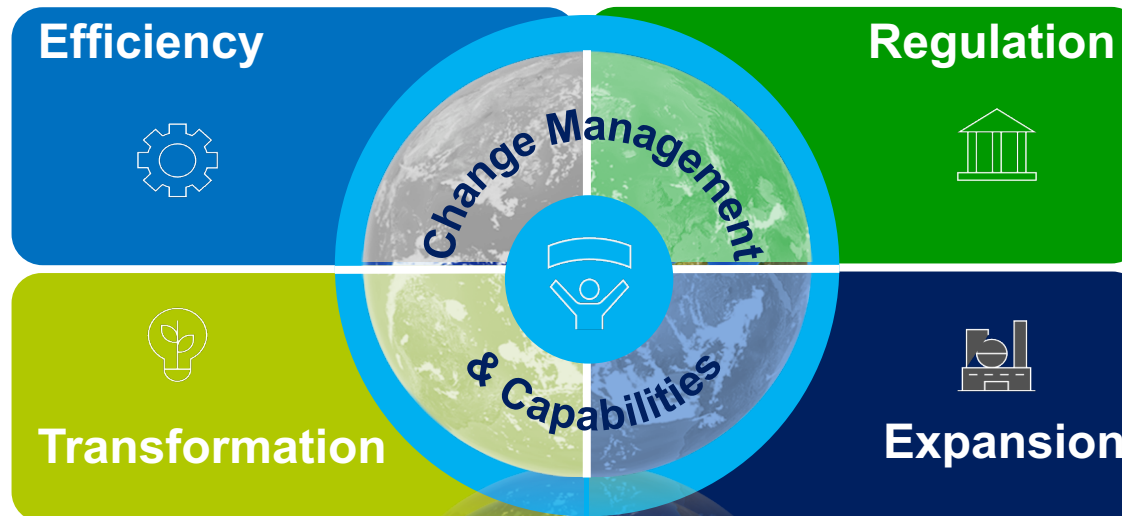 Efficiency
Regulation
Change Management
& Capabilities
Transformation
Expansion